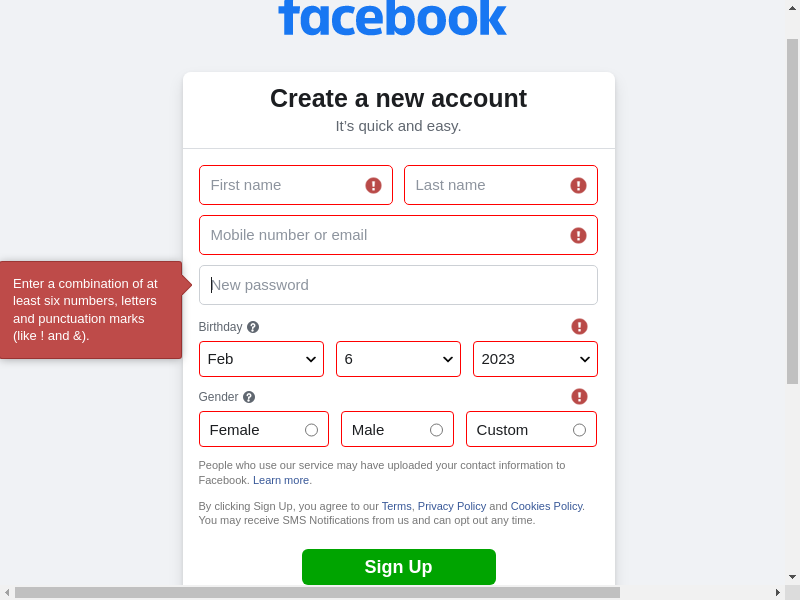 facebook
Create a new account
It's quick and easy.
First name
Last name
Mobile number or email
New password
Enter a combination of at
least six numbers, letters
and punctuation marks
(like ! and &).
Birthday
Feb
6
2023
Gender
Female
Male
Custom
People who use our service may have uploaded your contact information to
Facebook. Learn more.
By clicking Sign Up, you agree to our Terms, Privacy Policy and Cookies Policy.
You may receive SMS Notifications from us and can opt out any time.
Sign Up